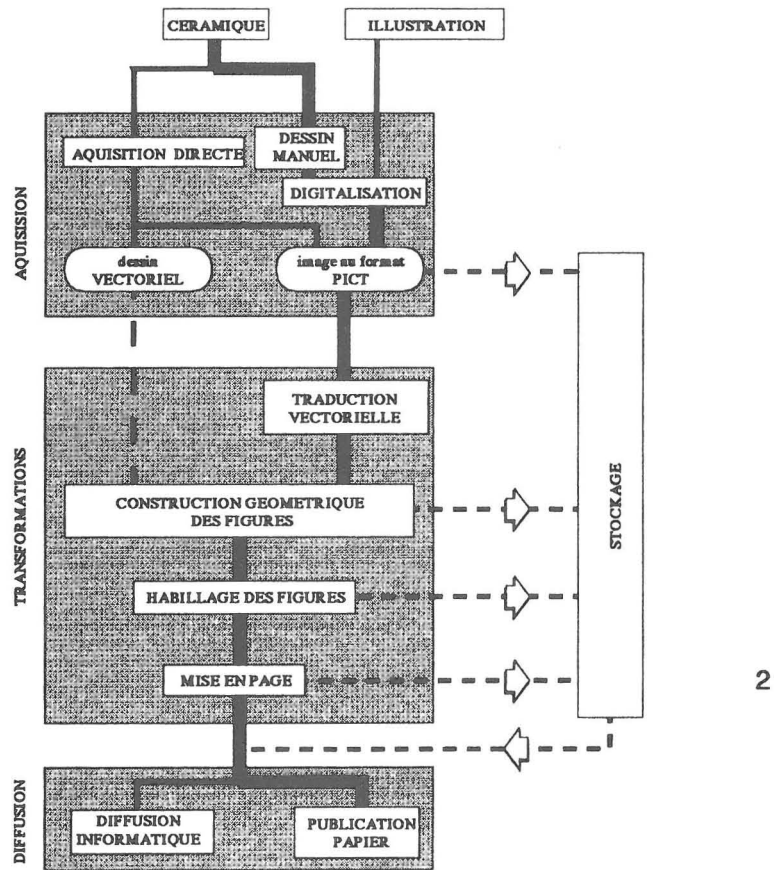 CERAMIQUE
ILLUSTRATION
AQUISISION
AQUISITION DIRECTE
DESSIN
MANUEL
DIGITALISATION
dessin
VECTORIEL
image au format
PICT
TRANSFORMATIONS
TRADUCTION
VECTORIELLE
CONSTRUCTION GEOMETRIQUE
DES FIGURES
HABILLAGE DES FIGURES
MISE EN PAGE
STOCKAGE
2
DIFFUSION
DIFFUSION
INFORMATIQUE
PUBLICATION
PAPIER